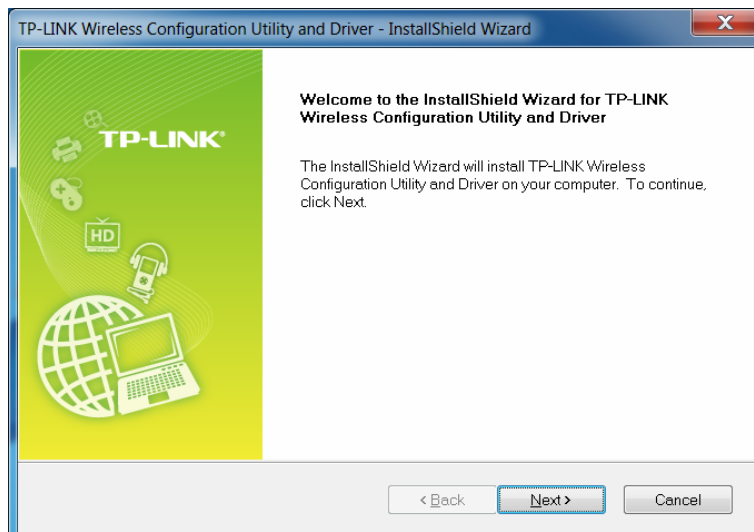 TP-LINK Wireless Configuration Utility and Driver - InstallShield Wizard
X
TP-LINK®
HD
Welcome to the InstallShield Wizard for TP-LINK
Wireless Configuration Utility and Driver
The InstallShield Wizard will install TP-LINK Wireless
Configuration Utility and Driver on your computer. To continue,
click Next.
< Back
Next >
Cancel